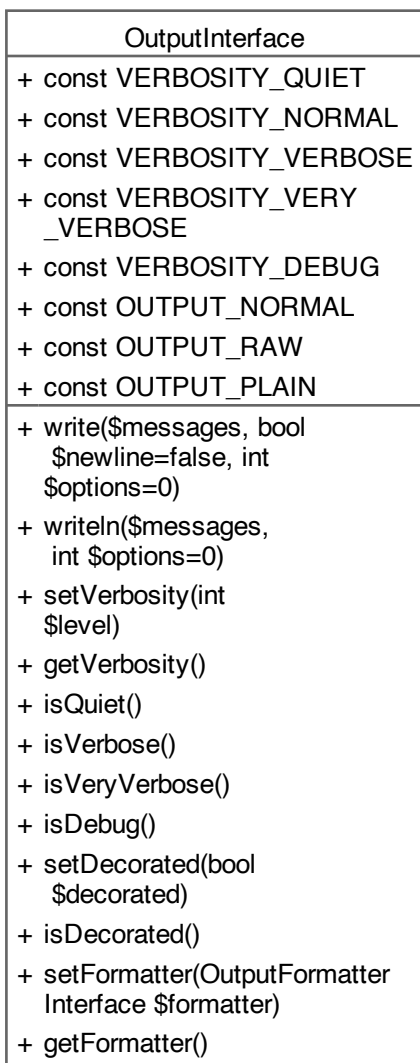 OutputInterface
+ const VERBOSITY_QUIET
+ const VERBOSITY_NORMAL
+ const VERBOSITY_VERBOSE
+ const VERBOSITY_VERY
_VERBOSE
+ const VERBOSITY_DEBUG
+ const OUTPUT_NORMAL
+ const OUTPUT_RAW
+ const OUTPUT_PLAIN
+ write($messages, bool
$newline=false, int
$options=0)
+ writeln($messages,
int $options=0)
+ setVerbosity(int
$level)
+ getVerbosity()
+ isQuiet()
+ isVerbose()
+ isVeryVerbose()
+ isDebug()
+ setDecorated(bool
$decorated)
+ isDecorated()
+ setFormatter(OutputFormatter
Interface $formatter)
+ getFormatter()